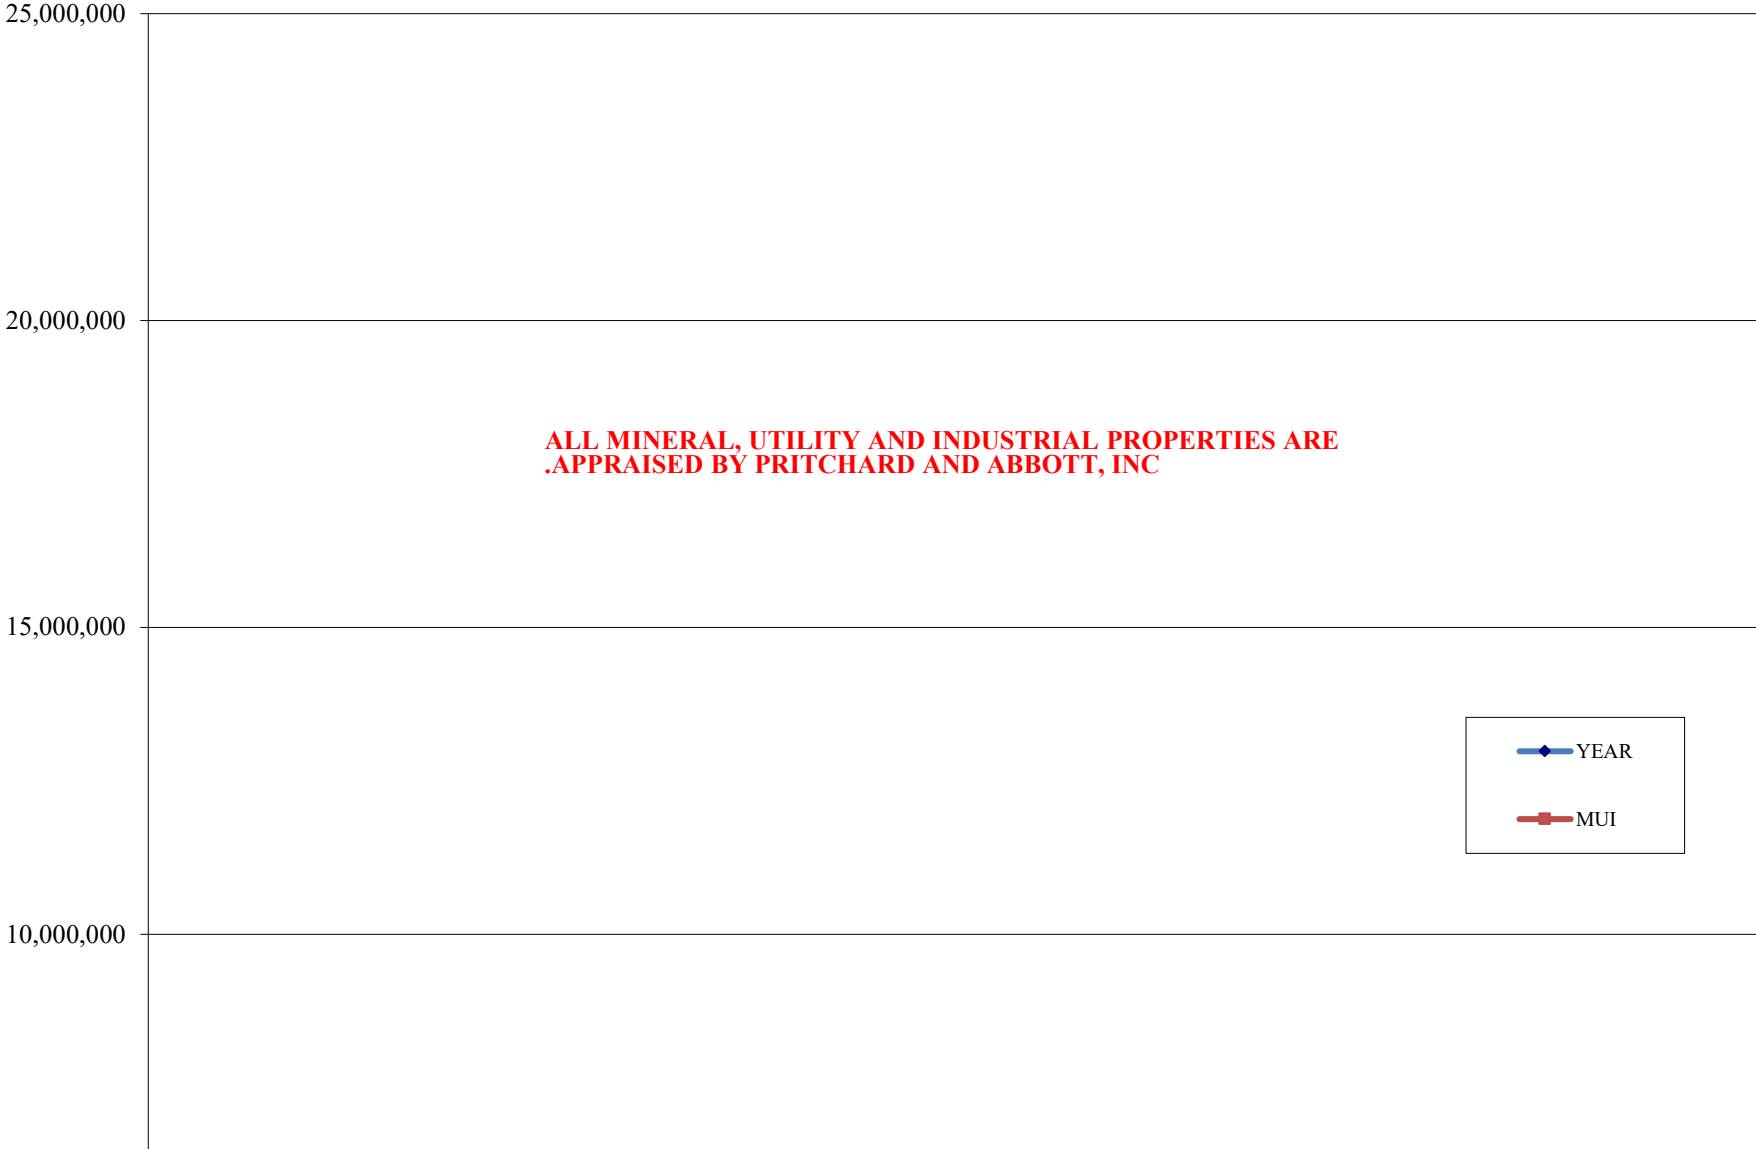 25,000,000
20,000,000
ALL MINERAL, UTILITY AND INDUSTRIAL PROPERTIES ARE
.APPRAISED BY PRITCHARD AND ABBOTT, INC
15,000,000
YEAR
MUI
10,000,000